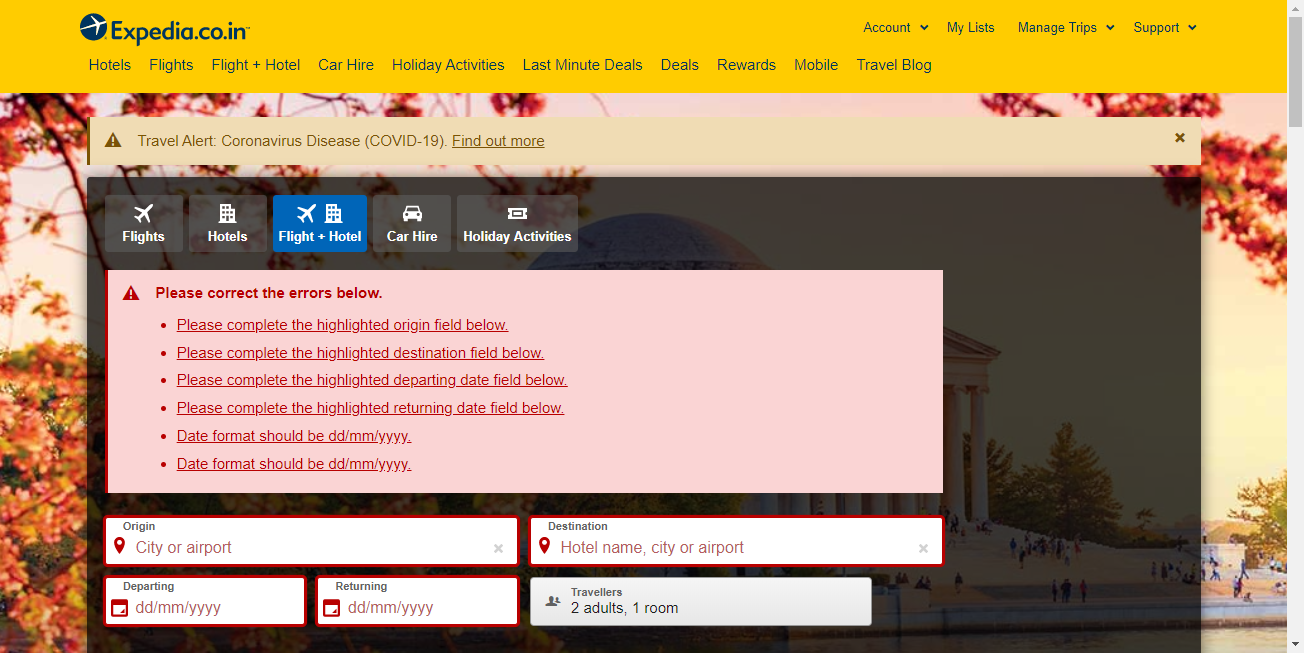 Expedia.co.in™
Account My Lists Manage Trips Support
Hotels Flights Flight + Hotel Car Hire Holiday Activities Last Minute Deals Deals Rewards Mobile Travel Blog
Travel Alert: Coronavirus Disease (COVID-19). Find out more
Flights Hotels Flight + Hotel Car Hire Holiday Activities
Please correct the errors below.
Please complete the highlighted origin field below.
Please complete the highlighted destination field below.
Please complete the highlighted departing date field below.
Please complete the highlighted returning date field below.
Date format should be dd/mm/yyyy.
Date format should be dd/mm/yyyy.
Origin Destination
City or airport Hotel name, city or airport
Departing Returning Travellers
dd/mm/yyyy dd/mm/yyyy 2 adults, 1 room